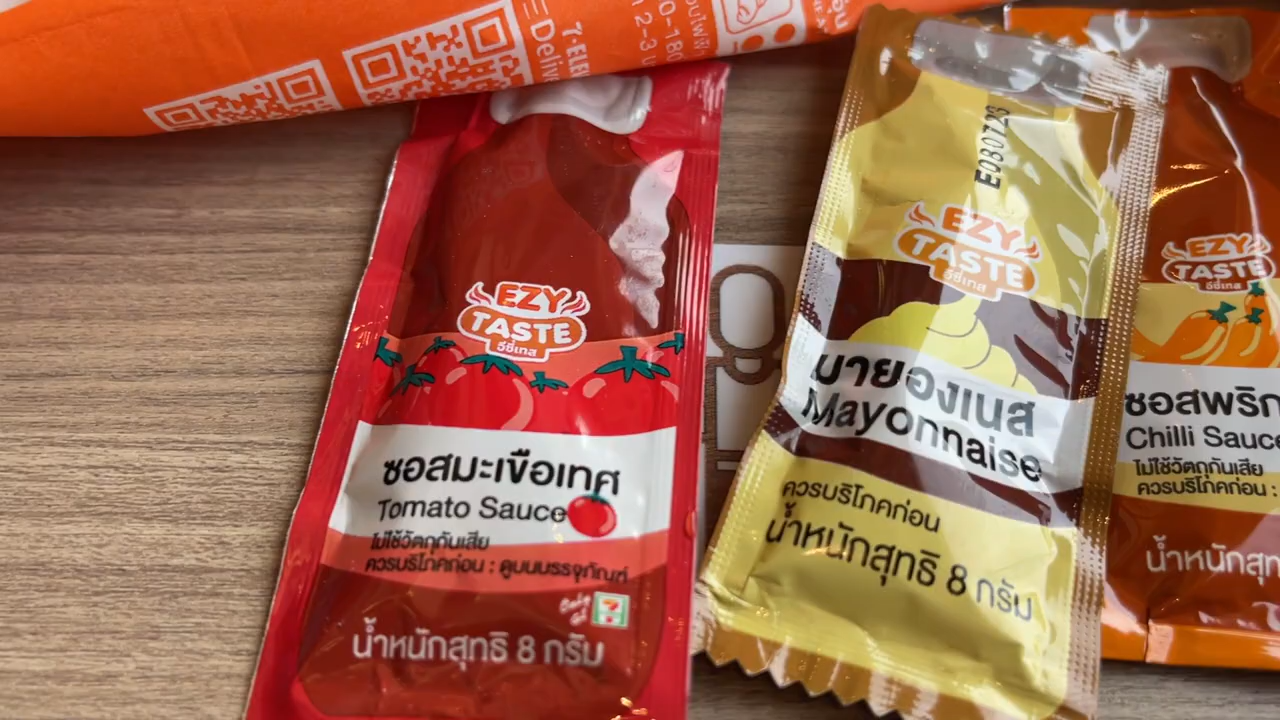 7-ELE
Deliv
EZY
TASTE
อีซี่เทส
ซอสมะเขือเทศ
Tomato Sauce
ไม่ใช้วัตถุกันเสีย
ควรบริโภคก่อน : ดูบนบรรจุภัณฑ์
Only at
7
น้ำหนักสุทธิ 8 กรัม
E080726
EZY
TASTE
อีซี่เทส
มายองเนส
Mayonnaise
ควรบริโภคก่อน
น้ำหนักสุทธิ 8 กรัม
EZY
TASTE
อีซี่เทส
ซอสพริก
Chilli Sauce
ไม่ใช้วัตถุกันเสีย
ควรบริโภคก่อน :
น้ำหนักสุท